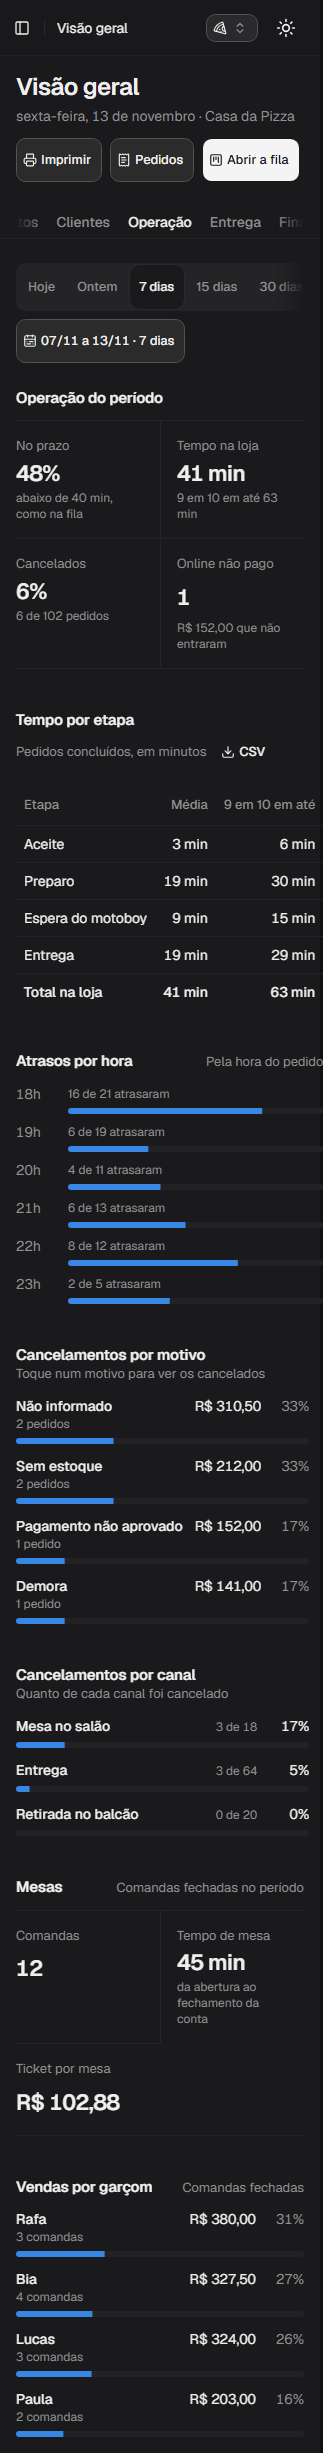 Visão geral
Visão geral
sexta-feira, 13 de novembro · Casa da Pizza
Imprimir
Pedidos
Abrir a fila
tos Clientes Operação Entrega Fin
Hoje Ontem 7 dias 15 dias 30 dias
07/11 a 13/11 · 7 dias
Operação do período
No prazo
48%
abaixo de 40 min,
como na fila
Tempo na loja
41 min
9 em 10 em até 63
min
Cancelados
6%
6 de 102 pedidos
Online não pago
1
R$ 152,00 que não
entraram
Tempo por etapa
Pedidos concluídos, em minutos CSV
Etapa Média 9 em 10 em até
Aceite 3 min 6 min
Preparo 19 min 30 min
Espera do motoboy 9 min 15 min
Entrega 19 min 29 min
Total na loja 41 min 63 min
Atrasos por hora Pela hora do pedido
18h 16 de 21 atrasaram
19h 6 de 19 atrasaram
20h 4 de 11 atrasaram
21h 6 de 13 atrasaram
22h 8 de 12 atrasaram
23h 2 de 5 atrasaram
Cancelamentos por motivo
Toque num motivo para ver os cancelados
Não informado R$ 310,50 33%
2 pedidos
Sem estoque R$ 212,00 33%
2 pedidos
Pagamento não aprovado R$ 152,00 17%
1 pedido
Demora R$ 141,00 17%
1 pedido
Cancelamentos por canal
Quanto de cada canal foi cancelado
Mesa no salão 3 de 18 17%
Entrega 3 de 64 5%
Retirada no balcão 0 de 20 0%
Mesas Comandas fechadas no período
Comandas
12
Tempo de mesa
45 min
da abertura ao
fechamento da
conta
Ticket por mesa
R$ 102,88
Vendas por garçom Comandas fechadas
Rafa R$ 380,00 31%
3 comandas
Bia R$ 327,50 27%
4 comandas
Lucas R$ 324,00 26%
3 comandas
Paula R$ 203,00 16%
2 comandas